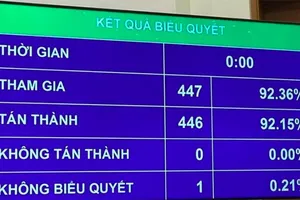 KẾT QUẢ BIỂU QUYẾT
THỜI GIAN 0:00
THAM GIA 447 92.36%
TÁN THÀNH 446 92.15%
KHÔNG TÁN THÀNH 0 0.00%
KHÔNG BIỂU QUYẾT 1 0.21%